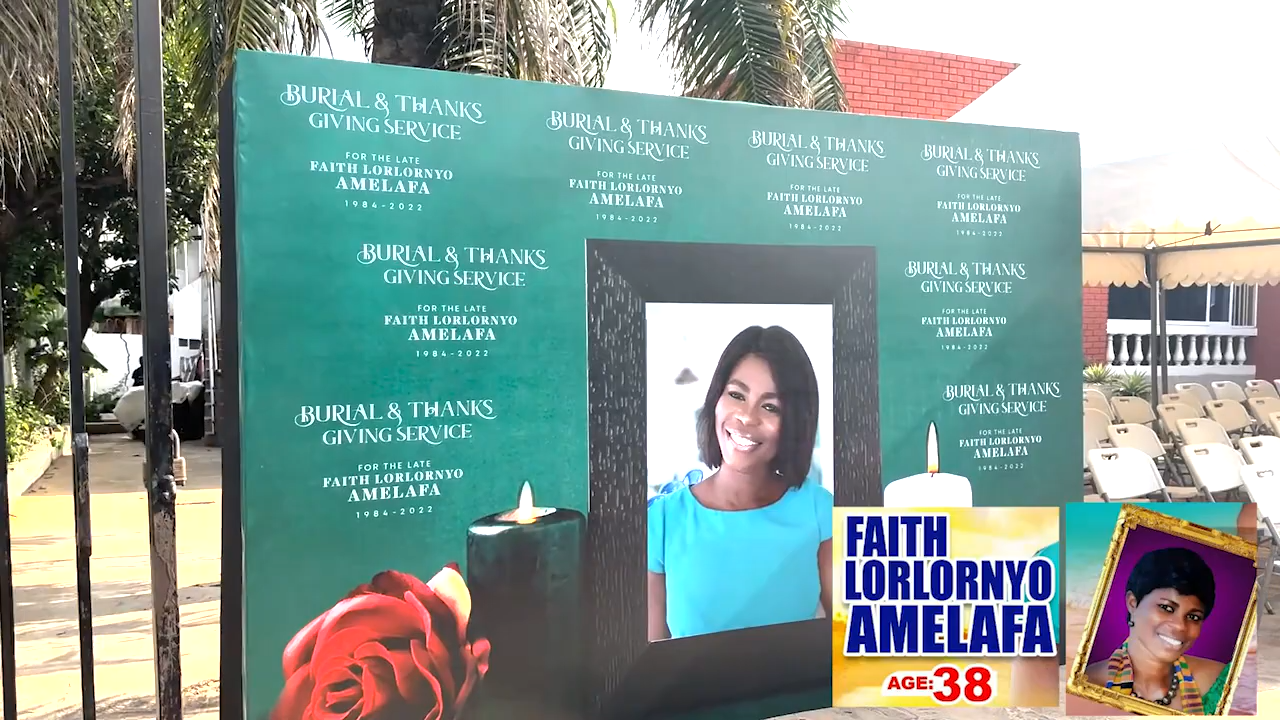 BURIAL & THANKS
GIVING SERVICE
FOR THE LATE
FAITH LORLORNYO
AMELAFA
1984-2022
BURIAL & THANKS
GIVING SERVICE
FOR THE LATE
FAITH LORLORNYO
AMELAFA
1984-2022
BURIAL & THANKS
GIVING SERVICE
FOR THE LATE
FAITH LORLORNYO
AMELAFA
1984-2022
BURIAL & THANKS
GIVING SERVICE
FOR THE LATE
FAITH LORLORNYO
AMELAFA
1984-2022
BURIAL & THANKS
GIVING SERVICE
FOR THE LATE
FAITH LORLORNYO
AMELAFA
1984-2022
BURIAL & THANKS
GIVING SERVICE
FOR THE LATE
FAITH LORLORNYO
AMELAFA
1984-2022
BURIAL & THANKS
GIVING SERVICE
FOR THE LATE
FAITH LORLORNYO
AMELAFA
1984-2022
BURIAL & THANKS
GIVING SERVICE
FOR THE LATE
FAITH LORLORNYO
AMELAFA
1984-2022
FAITH
LORLORNYO
AMELAFA
AGE:38